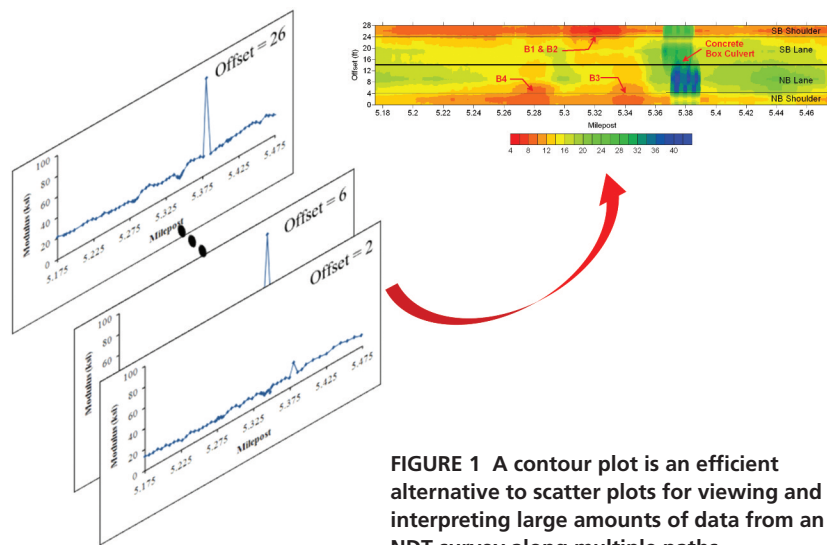 Offset = 26
Modulus (ksi)
100
80
60
40
20
0
5.175
5.225
5.275
5.325
5.375
5.425
5.475
Milepost
Offset = 6
Modulus (ksi)
100
80
60
Offset = 2
Modulus (ksi)
100
80
60
40
20
0
5.175
5.225
5.275
5.325
5.375
5.425
5.475
Milepost
Offset (ft)
28
24
20
16
12
8
4
0
SB Shoulder
B1 & B2
Concrete
Box Culvert
SB Lane
B4
B3
NB Lane
NB Shoulder
5.18 5.2 5.22 5.24 5.26 5.28 5.3 5.32 5.34 5.36 5.38 5.4 5.42 5.44 5.46
Milepost
4 8 12 14 16 20 24 28 30 32 36 40
FIGURE 1 A contour plot is an efficient
alternative to scatter plots for viewing and
interpreting large amounts of data from an